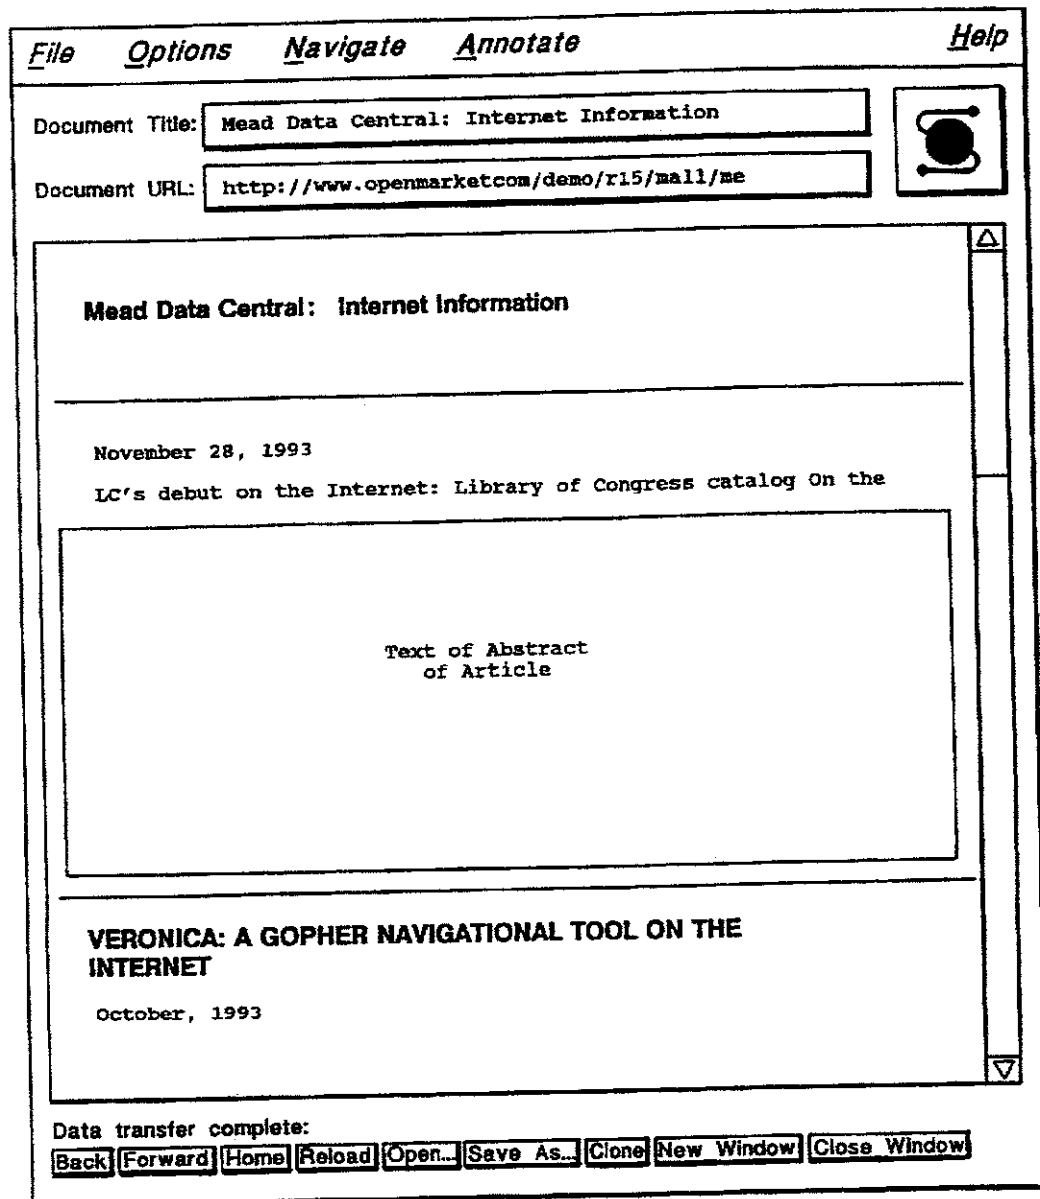 File Options Navigate Annotate Help
Document Title: Mead Data Central: Internet Information
Document URL: http://www.openmarketcom/demo/r15/mall/me
Mead Data Central: Internet Information
November 28, 1993
LC's debut on the Internet: Library of Congress catalog On the
Text of Abstract
of Article
VERONICA: A GOPHER NAVIGATIONAL TOOL ON THE
INTERNET
October, 1993
Data transfer complete:
Back Forward Home Reload Open... Save As... Clone New Window Close Window